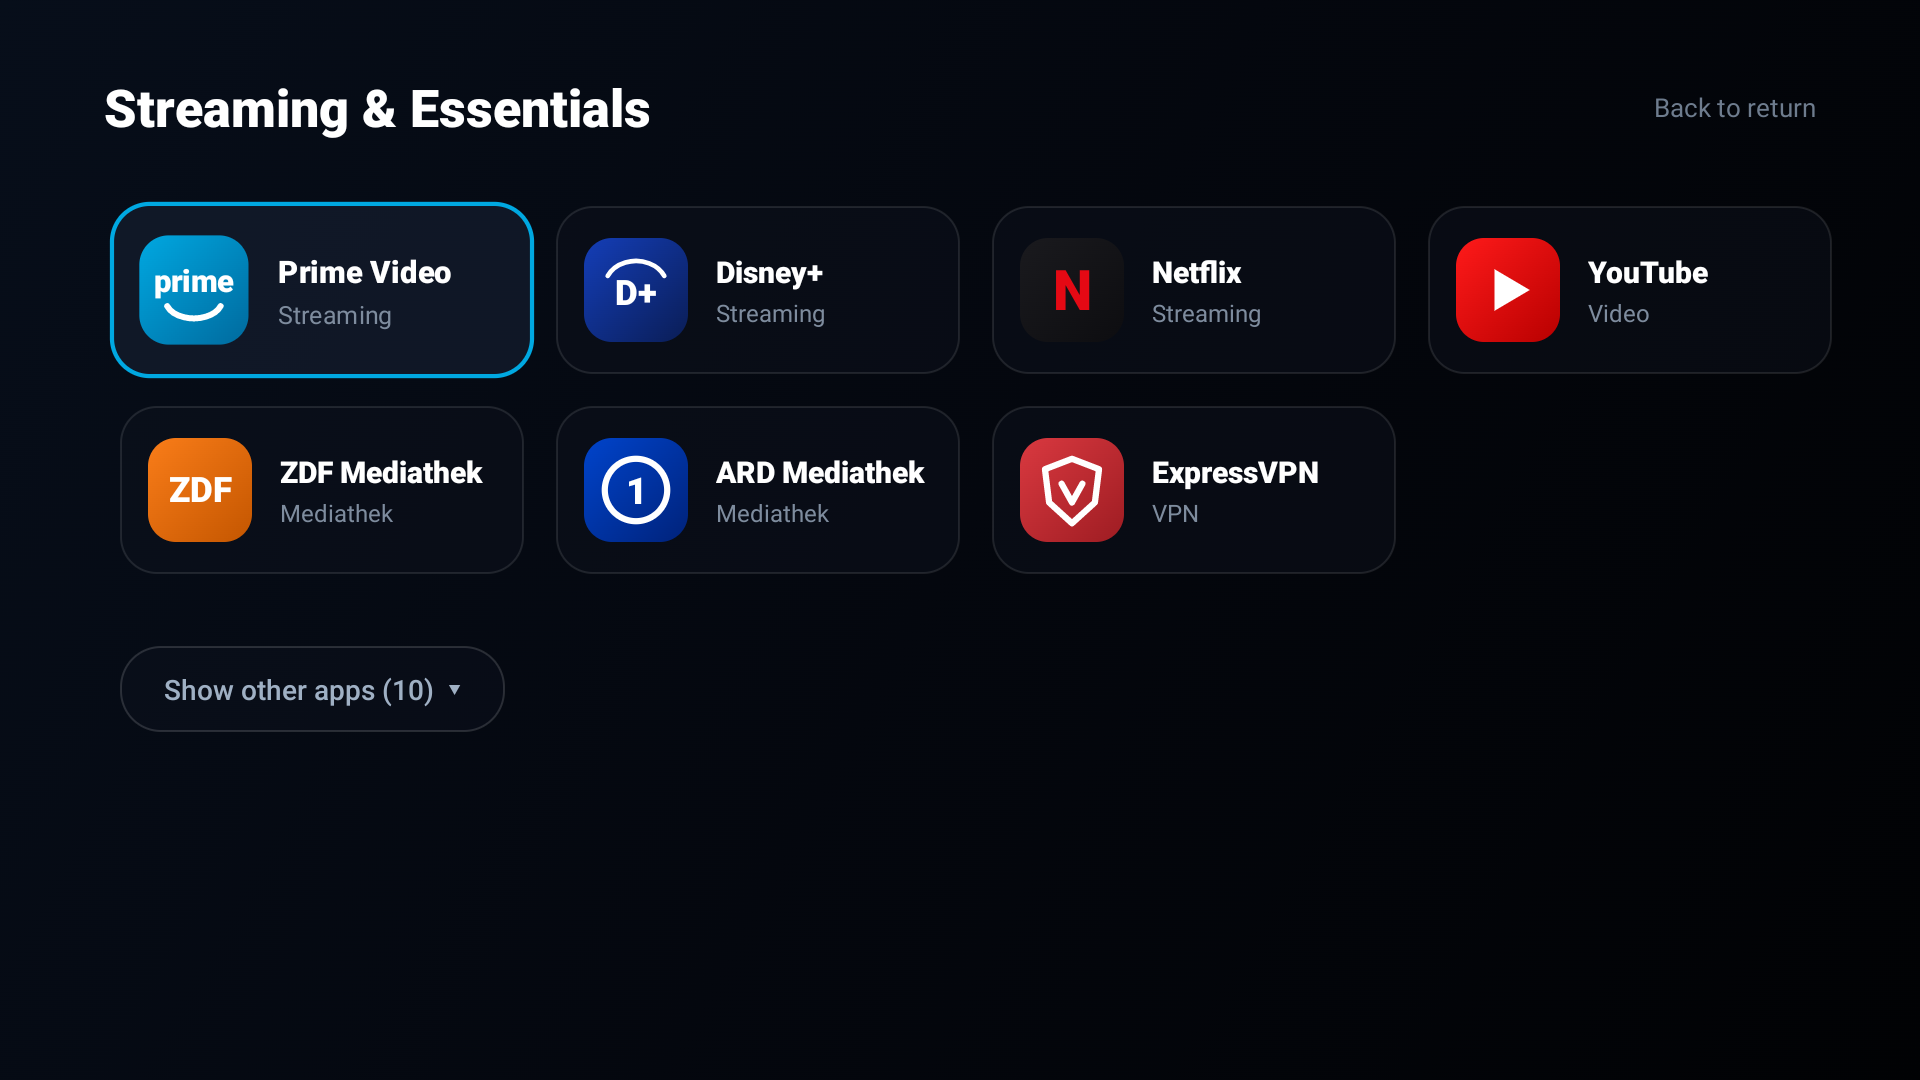 Streaming & Essentials
Back to return
prime
Prime Video
Streaming
D+
Disney+
Streaming
N
Netflix
Streaming
YouTube
Video
ZDF
ZDF Mediathek
Mediathek
1
ARD Mediathek
Mediathek
V
ExpressVPN
VPN
Show other apps (10) ▼